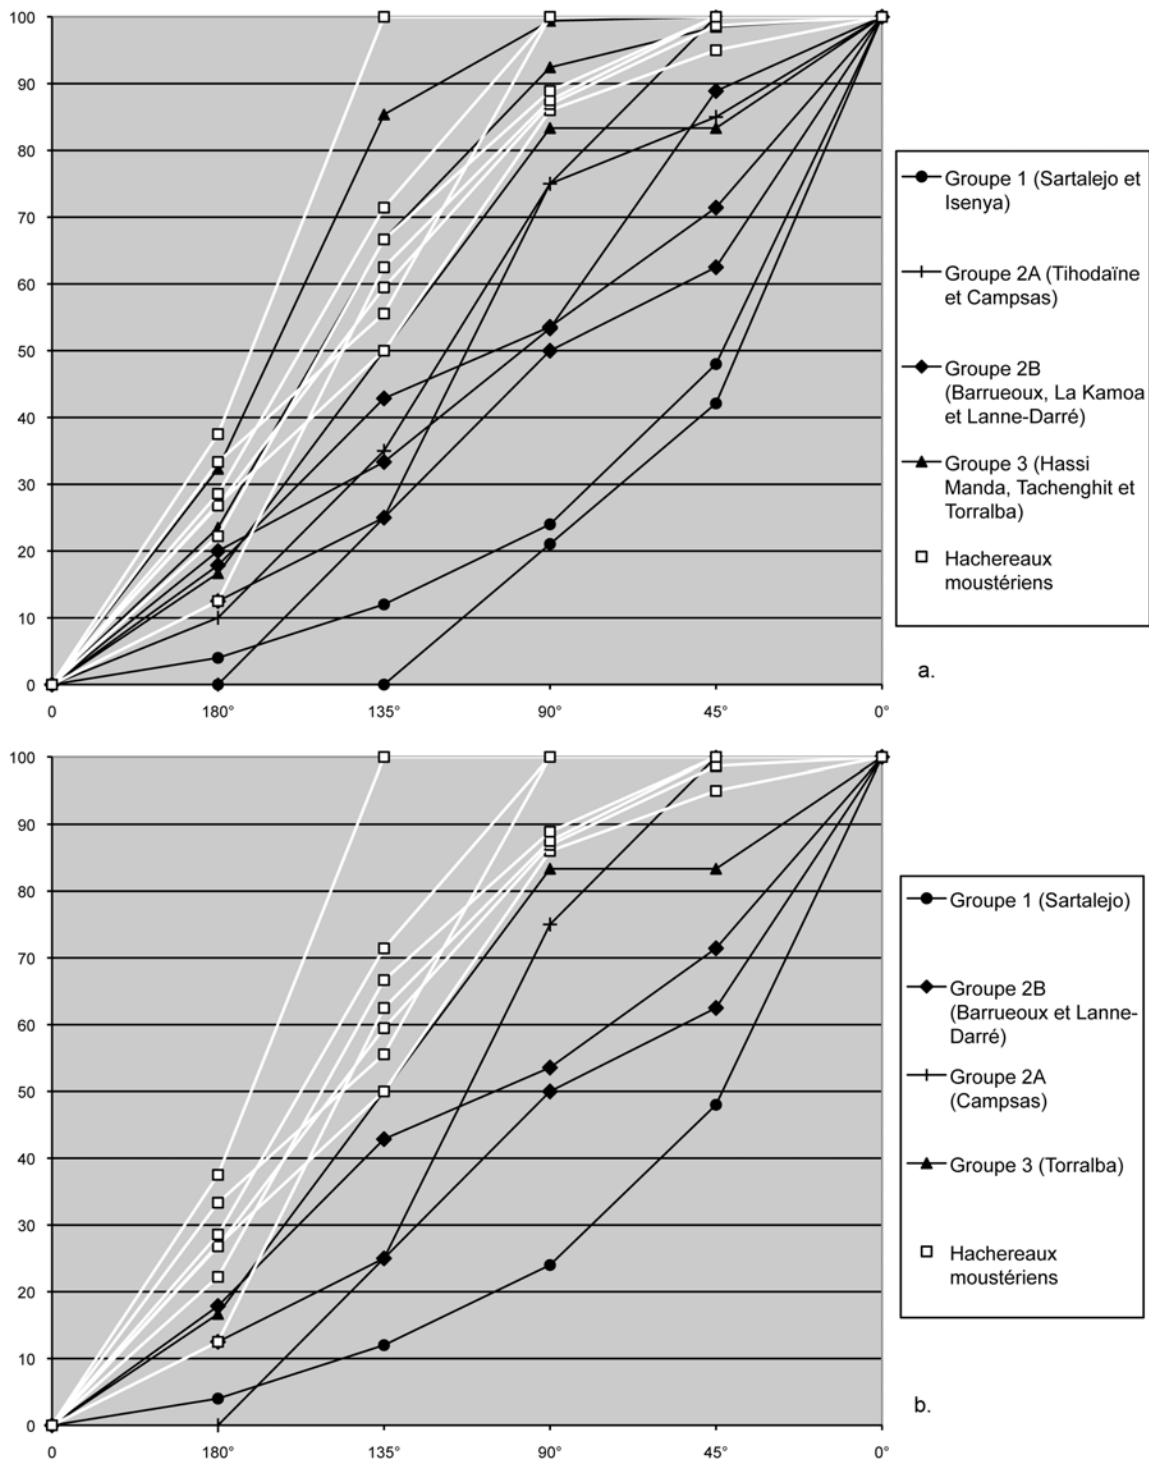 100
90
80
70
60
50
40
30
20
10
0
0 180° 135° 90° 45° 0°
Groupe 1 (Sartalejo et
Isenya)
Groupe 2A (Tihodaïne
et Campsas)
Groupe 2B
(Barrueoux, La Kamoa
et Lanne-Darré)
Groupe 3 (Hassi
Manda, Tachenghit et
Torralba)
Hachereaux
moustériens
a.
100
90
80
70
60
50
40
30
20
10
0
0 180° 135° 90° 45° 0°
Groupe 1 (Sartalejo)
Groupe 2B
(Barrueoux et Lanne-
Darré)
Groupe 2A
(Campsas)
Groupe 3 (Torralba)
Hachereaux
moustériens
b.